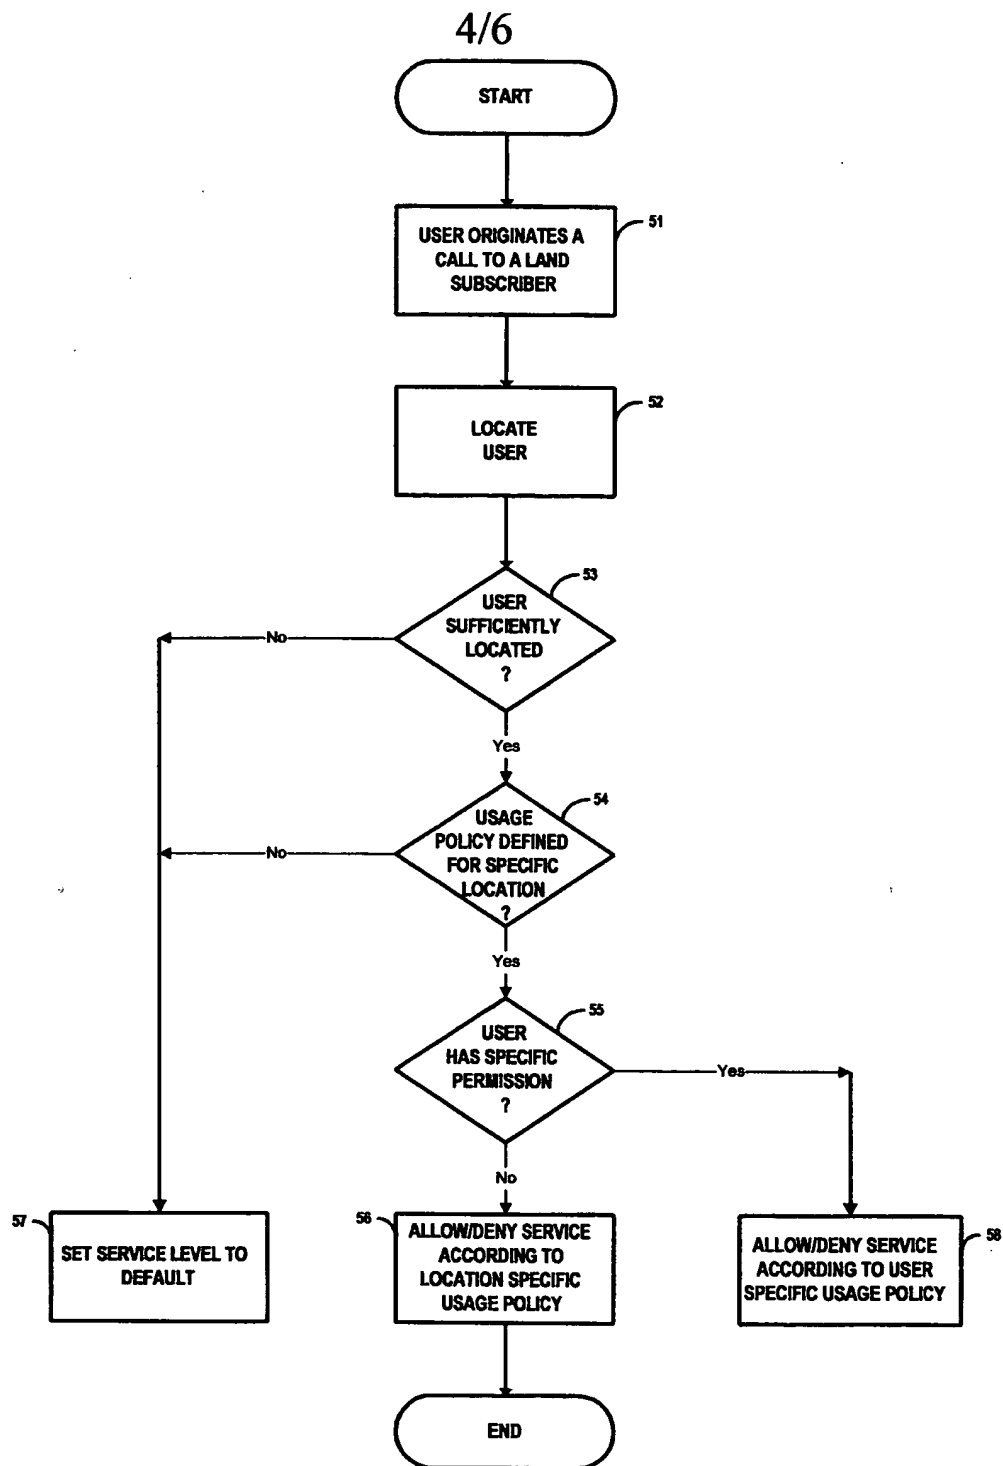 4/6
START
USER ORIGINATES A
CALL TO A LAND
SUBSCRIBER
51
LOCATE
USER
52
USER
SUFFICIENTLY
LOCATED
?
53
No
Yes
USAGE
POLICY DEFINED
FOR SPECIFIC
LOCATION
?
54
No
Yes
USER
HAS SPECIFIC
PERMISSION
?
55
Yes
No
57
SET SERVICE LEVEL TO
DEFAULT
56
ALLOW/DENY SERVICE
ACCORDING TO
LOCATION SPECIFIC
USAGE POLICY
58
ALLOW/DENY SERVICE
ACCORDING TO USER
SPECIFIC USAGE POLICY
END